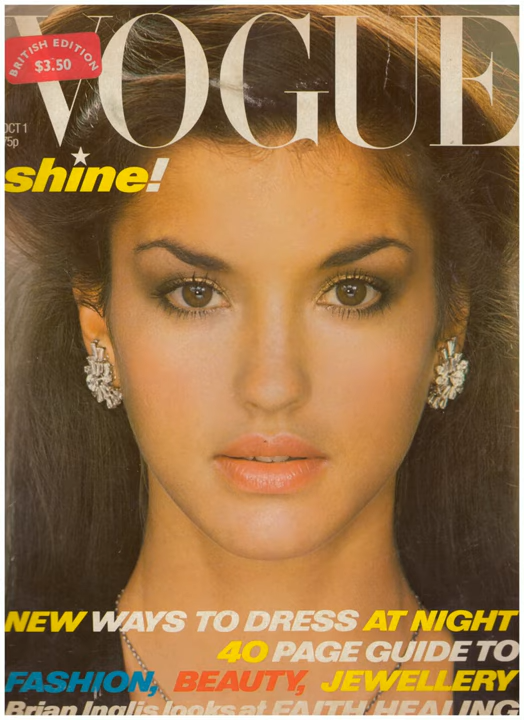 VOGUE
BRITISH EDITION
$3.50
OCT 1
75p
shine!
NEW WAYS TO DRESS AT NIGHT
40 PAGE GUIDE TO
FASHION, BEAUTY, JEWELLERY
Brian Inglis looks at FAITH HEALING